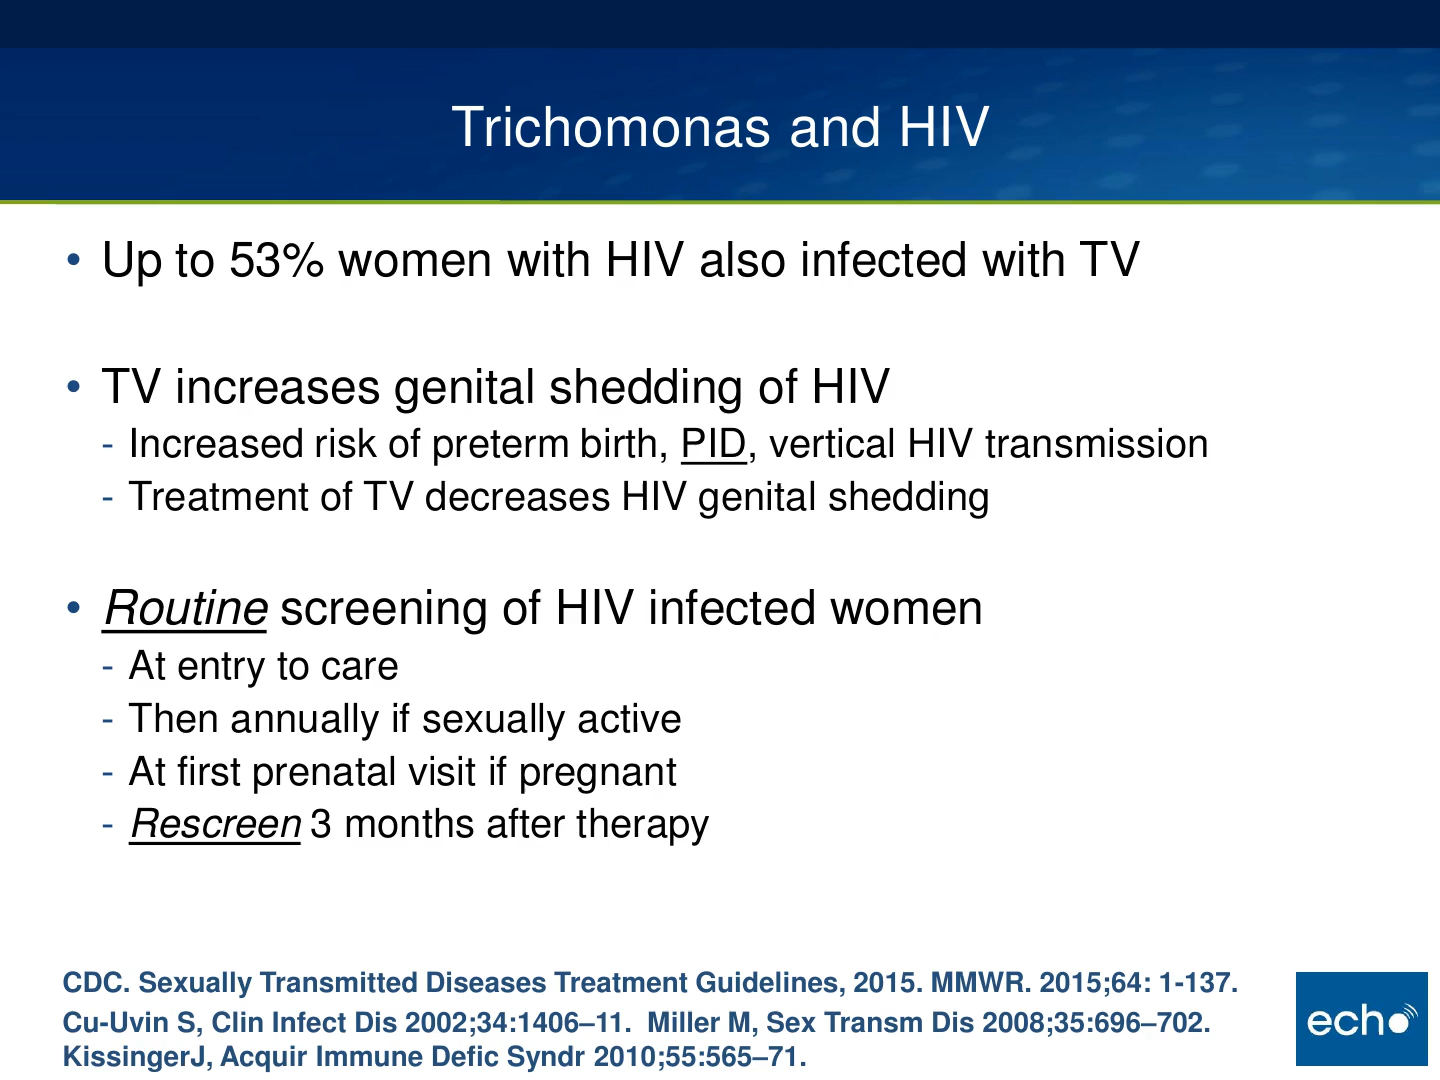 Trichomonas and HIV
• Up to 53% women with HIV also infected with TV
• TV increases genital shedding of HIV
- Increased risk of preterm birth, PID, vertical HIV transmission
- Treatment of TV decreases HIV genital shedding
• Routine screening of HIV infected women
- At entry to care
- Then annually if sexually active
- At first prenatal visit if pregnant
- Rescreen 3 months after therapy
CDC. Sexually Transmitted Diseases Treatment Guidelines, 2015. MMWR. 2015;64: 1-137.
Cu-Uvin S, Clin Infect Dis 2002;34:1406–11.  Miller M, Sex Transm Dis 2008;35:696–702.
KissingerJ, Acquir Immune Defic Syndr 2010;55:565–71.
echo